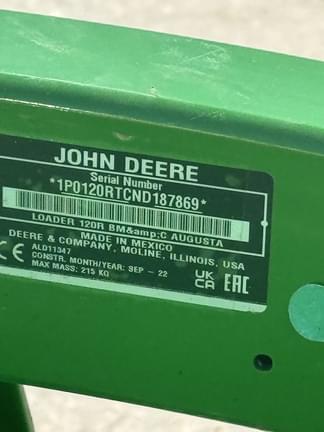 JOHN DEERE
Serial Number
*1P0120RTCND187869*
LOADER 120R BM&amp;C AUGUSTA
MADE IN MEXICO
DEERE & COMPANY, MOLINE, ILLINOIS, USA
ALD11347
CONSTR. MONTH/YEAR: SEP - 22
MAX MASS: 215 KG
CE
UK
CA
EAC